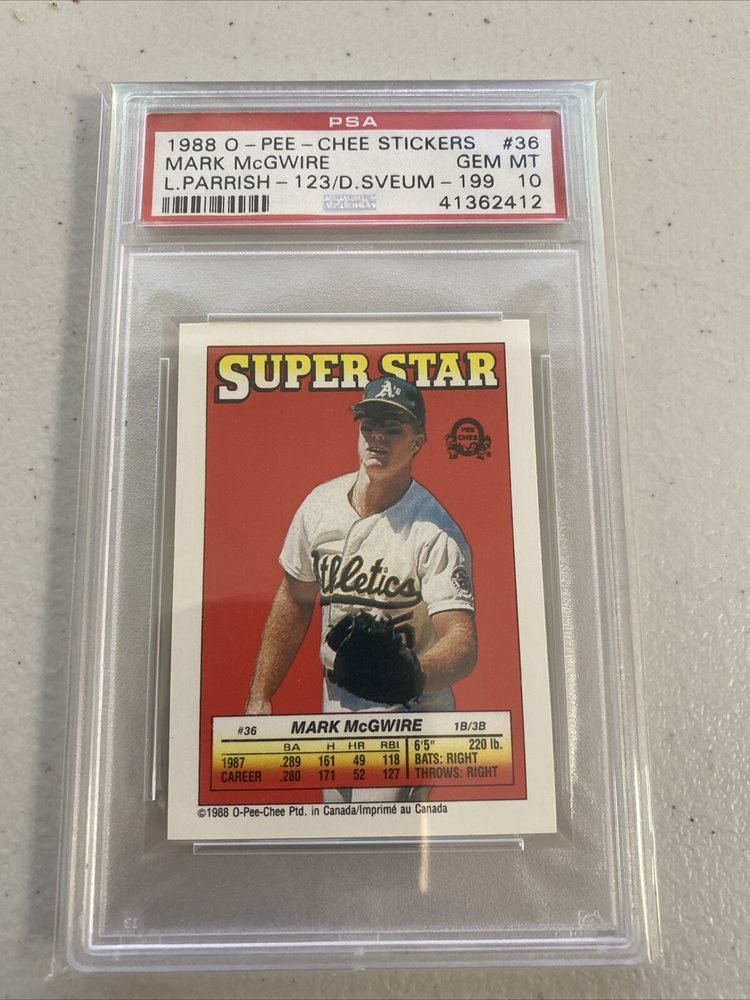 PSA
1988 O-PEE-CHEE STICKERS #36
MARK McGWIRE GEM MT
L.PARRISH-123/D.SVEUM-199 10
41362412
SUPER STAR
A's
O
PEE
CHEE
®
Athletics
#36 MARK McGWIRE 1B/3B
BA H HR RBI 6'5" 220 lb.
1987 .289 161 49 118 BATS: RIGHT
CAREER .280 171 52 127 THROWS: RIGHT
©1988 O-Pee-Chee Ptd. in Canada/Imprimé au Canada